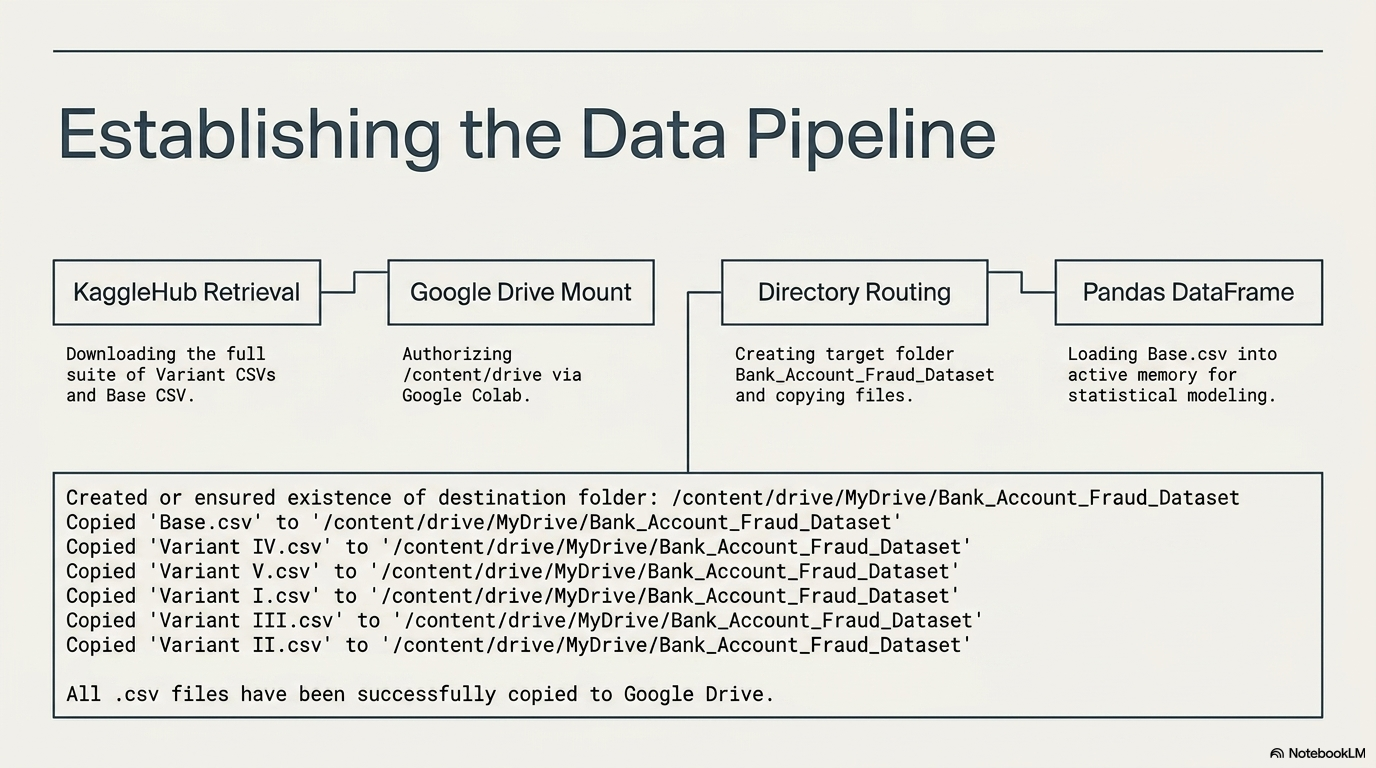 Establishing the Data Pipeline
KaggleHub Retrieval
Downloading the full
suite of Variant CSVs
and Base CSV.
Google Drive Mount
Authorizing
/content/drive via
Google Colab.
Directory Routing
Creating target folder
Bank_Account_Fraud_Dataset
and copying files.
Pandas DataFrame
Loading Base.csv into
active memory for
statistical modeling.
Created or ensured existence of destination folder: /content/drive/MyDrive/Bank_Account_Fraud_Dataset
Copied 'Base.csv' to '/content/drive/MyDrive/Bank_Account_Fraud_Dataset'
Copied 'Variant IV.csv' to '/content/drive/MyDrive/Bank_Account_Fraud_Dataset'
Copied 'Variant V.csv' to '/content/drive/MyDrive/Bank_Account_Fraud_Dataset'
Copied 'Variant I.csv' to '/content/drive/MyDrive/Bank_Account_Fraud_Dataset'
Copied 'Variant III.csv' to '/content/drive/MyDrive/Bank_Account_Fraud_Dataset'
Copied 'Variant II.csv' to '/content/drive/MyDrive/Bank_Account_Fraud_Dataset'
All .csv files have been successfully copied to Google Drive.
NotebookLM